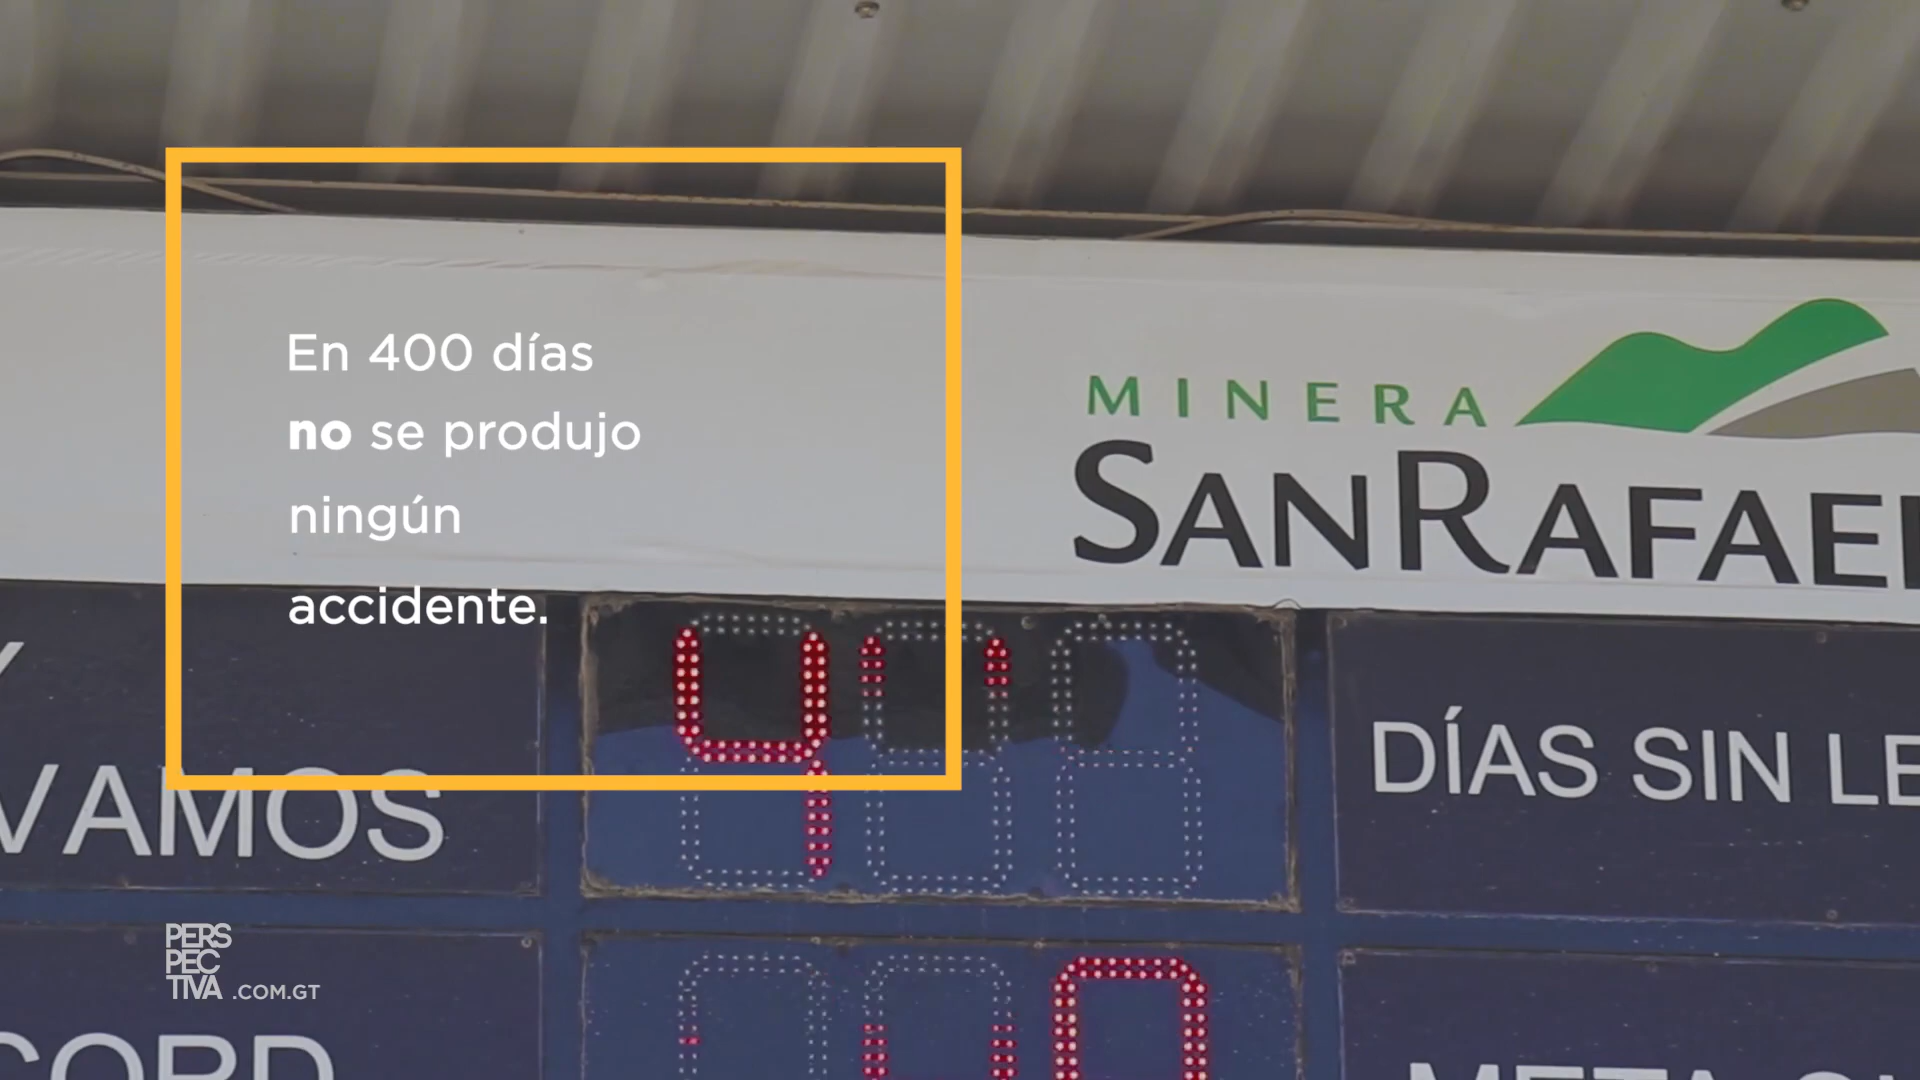 En 400 días
no se produjo
ningún
accidente.
MINERA
SANRAFAEL
VAMOS
4
DÍAS SIN LE
PERS
PEC
TIVA .COM.GT